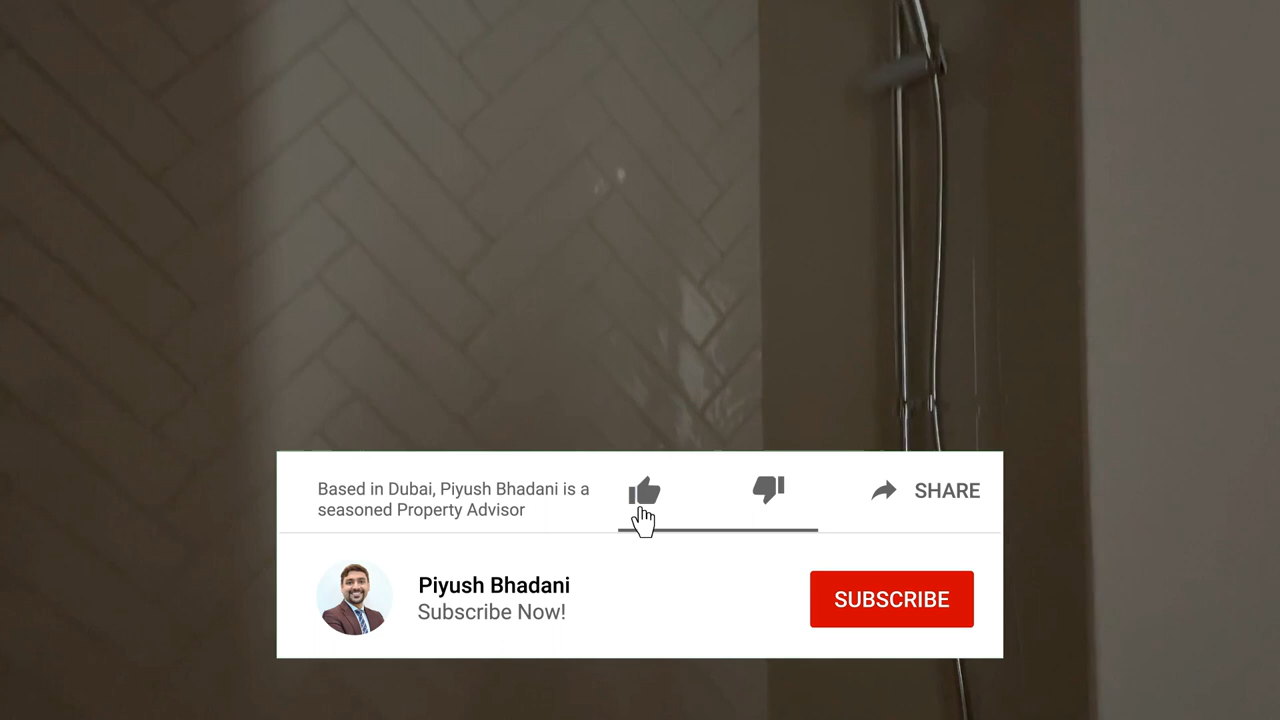 Based in Dubai, Piyush Bhadani is a
seasoned Property Advisor
SHARE
Piyush Bhadani
Subscribe Now!
SUBSCRIBE